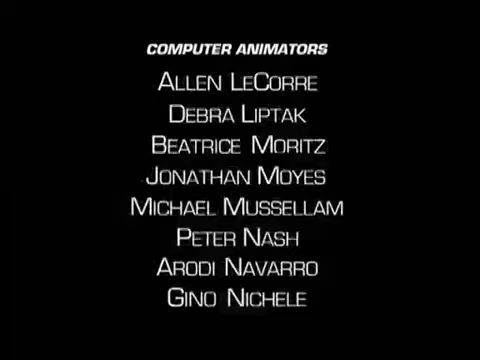 COMPUTER ANIMATORS
ALLEN LECORRE
DEBRA LIPTAK
BEATRICE MORITZ
JONATHAN MOYES
MICHAEL MUSSELLAM
PETER NASH
ARODI NAVARRO
GINO NICHELE